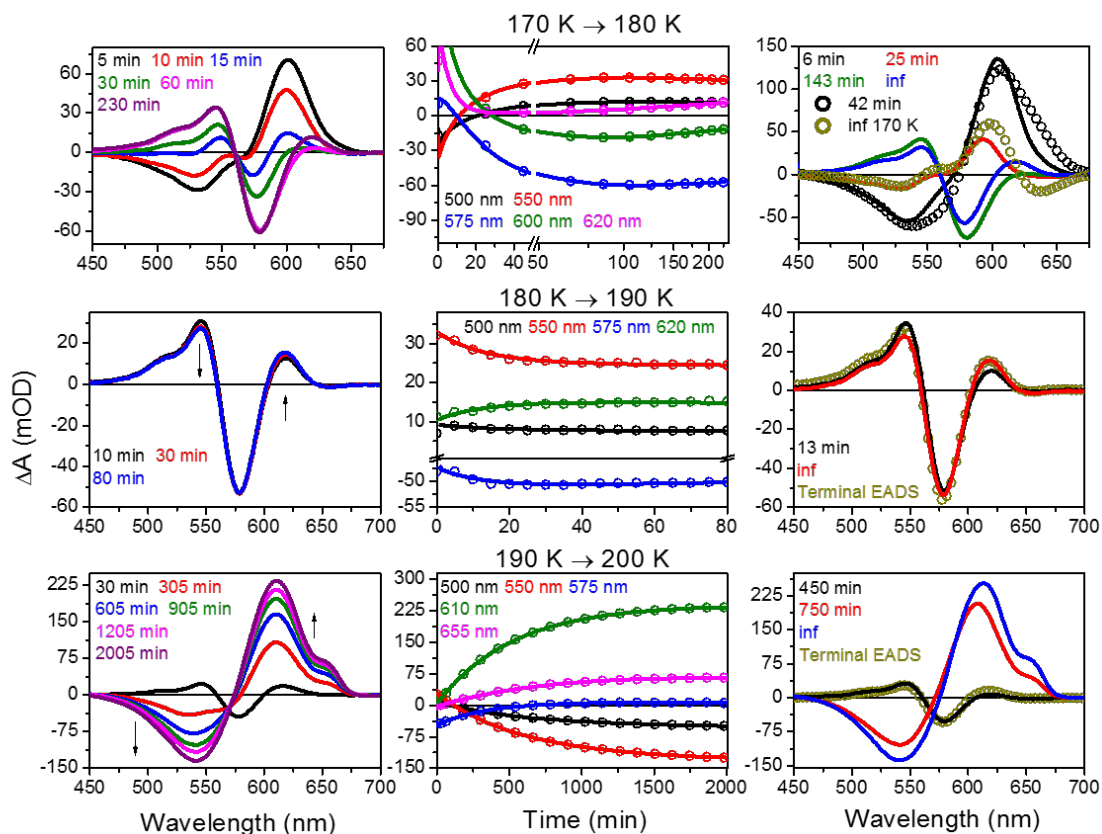 170 K → 180 K
5 min 10 min 15 min
30 min 60 min
230 min
60
30
0
-30
-60
450 500 550 600 650
60
30
0
-30
-60
-90
500 nm 550 nm
575 nm 600 nm 620 nm
0 20 40 100 200
150
100
50
0
-50
6 min 25 min
143 min inf
42 min
inf 170 K
450 500 550 600 650
180 K → 190 K
ΔA (mOD)
20
0
-20
-40
-60
10 min 30 min
80 min
450 500 550 600 650 700
30
20
10
-50
-55
500 nm 550 nm 575 nm 620 nm
0 20 40 60 80
40
20
0
-20
-40
-60
13 min
inf
Terminal EADS
450 500 550 600 650 700
190 K → 200 K
225
150
75
0
-75
-150
30 min 305 min
605 min 905 min
1205 min
2005 min
450 500 550 600 650 700
300
225
150
75
0
-75
-150
500 nm 550 nm 575 nm
610 nm
655 nm
0 500 1000 1500 2000
225
150
75
0
-75
-150
450 min
750 min
inf
Terminal EADS
450 500 550 600 650 700
Wavelength (nm) Time (min) Wavelength (nm)